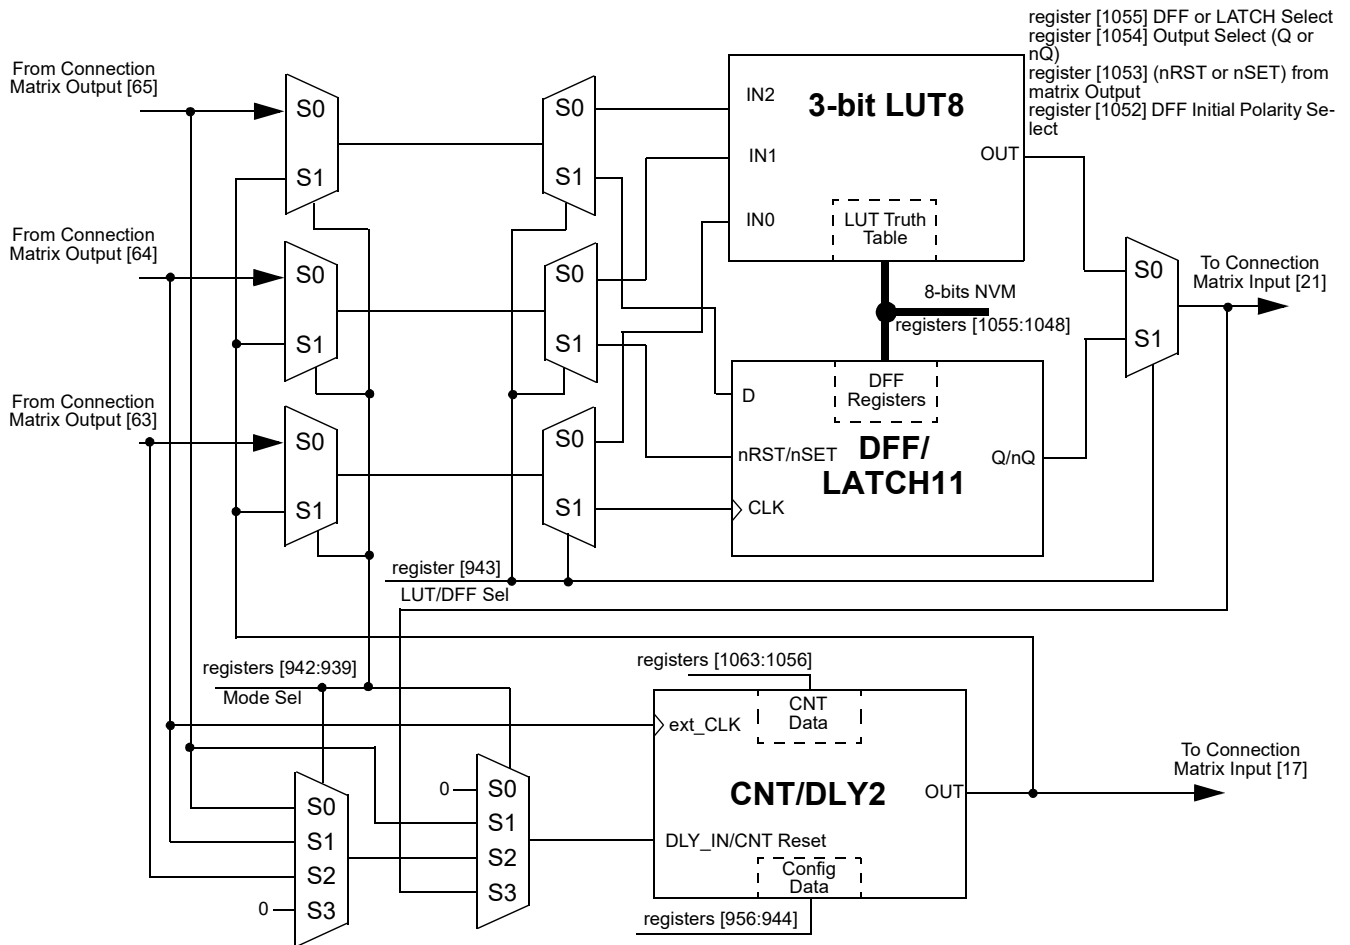 register [1055] DFF or LATCH Select
register [1054] Output Select (Q or
nQ)
register [1053] (nRST or nSET) from
matrix Output
register [1052] DFF Initial Polarity Se-
lect
From Connection
Matrix Output [65]
S0
S1
S0
S1
IN2
IN1
IN0
3-bit LUT8
OUT
LUT Truth
Table
From Connection
Matrix Output [64]
S0
S1
S0
S1
8-bits NVM
registers [1055:1048]
S0
S1
To Connection
Matrix Input [21]
From Connection
Matrix Output [63]
S0
S1
S0
S1
D
nRST/nSET
CLK
DFF
Registers
DFF/
LATCH11
Q/nQ
register [943]
LUT/DFF Sel
registers [942:939]
Mode Sel
registers [1063:1056]
CNT
Data
ext_CLK
CNT/DLY2
OUT
To Connection
Matrix Input [17]
DLY_IN/CNT Reset
Config
Data
registers [956:944]
S0
S1
S2
0
S3
0
S0
S1
S2
S3